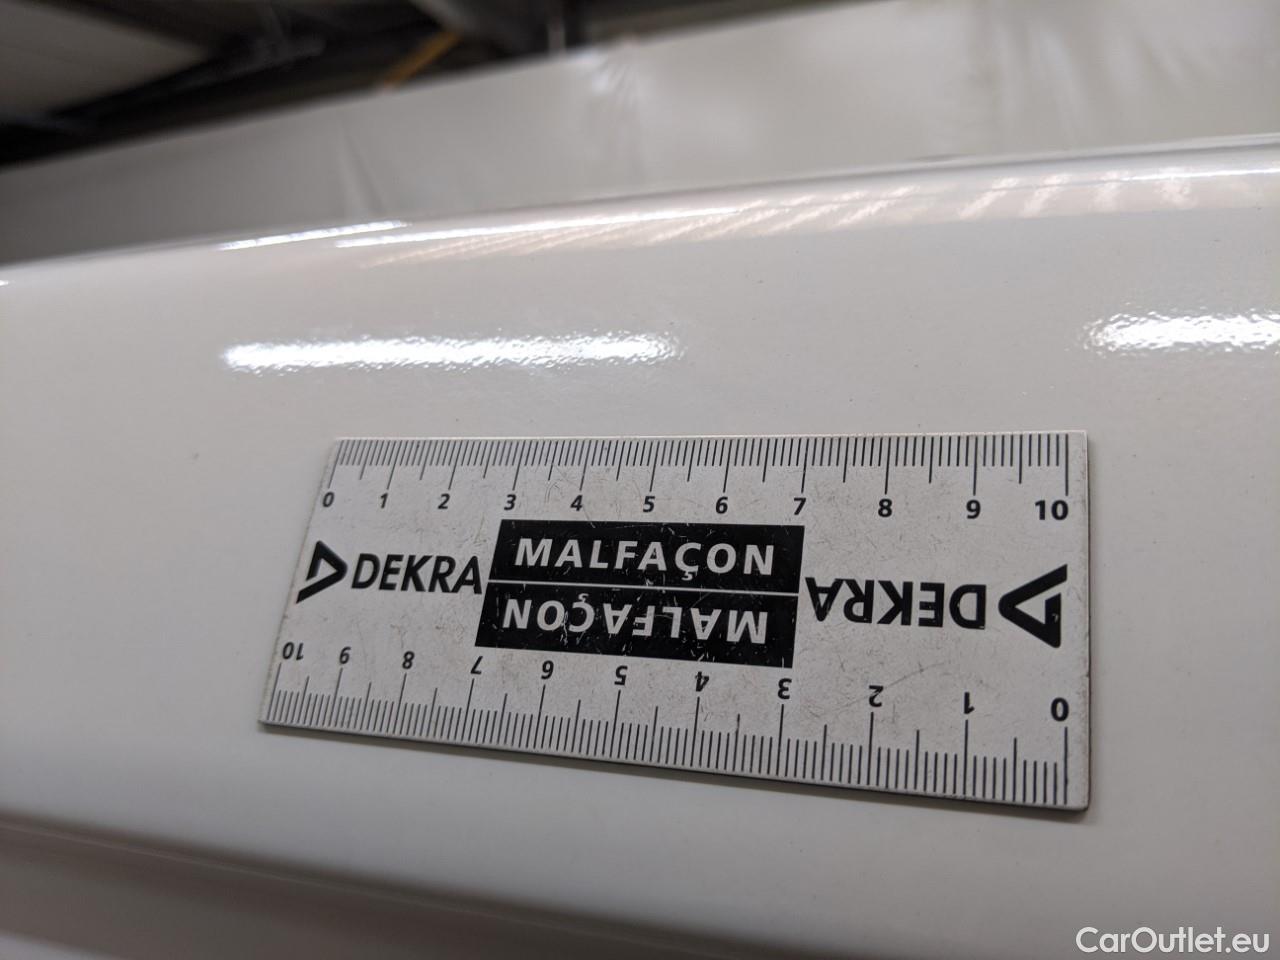 0 1 2 3 4 5 6 7 8 9 10
DEKRA MALFAÇON DEKRA
MALFAÇON
10 9 8 7 6 5 4 3 2 1 0
CarOutlet.eu